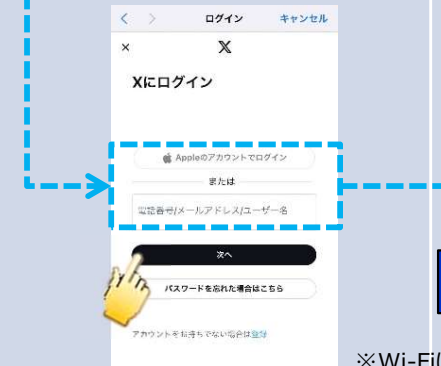 < > ログイン キャンセル
× X
Xにログイン
Appleのアカウントでログイン
または
電話番号/メールアドレス/ユーザー名
次へ
パスワードを忘れた場合はこちら
アカウントをお持ちでない場合は登録
※Wi-Fi